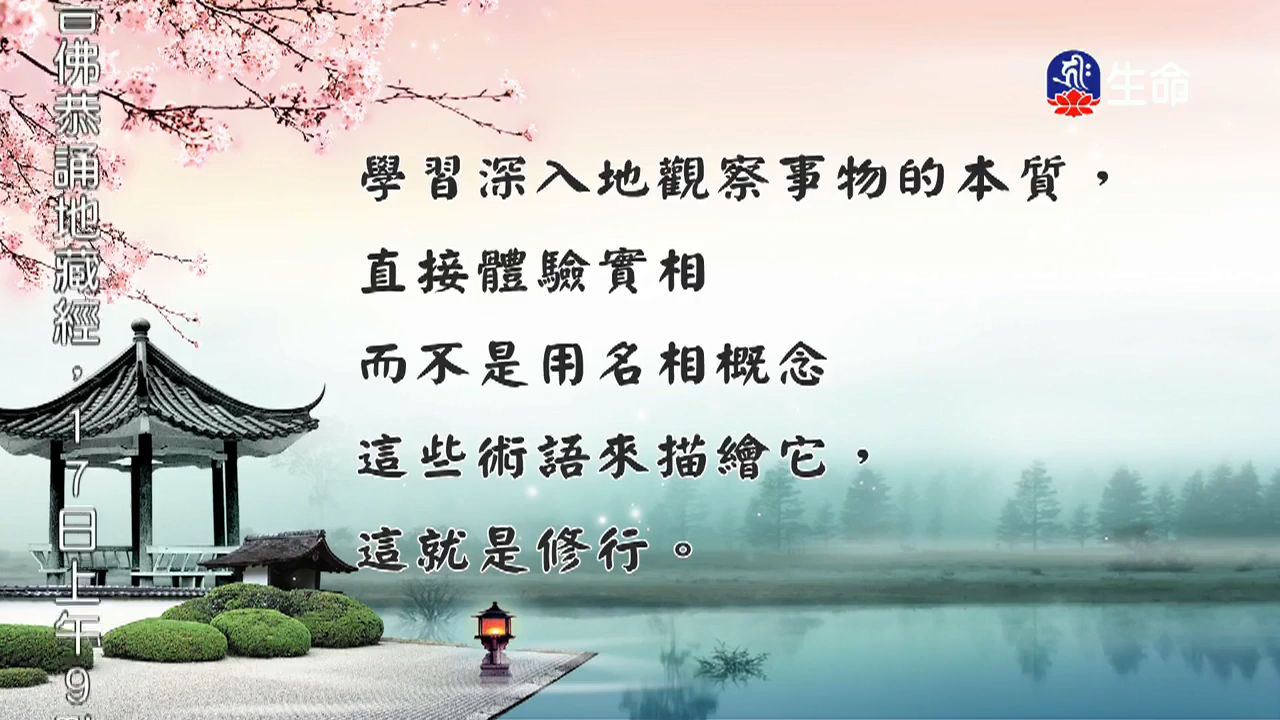 學習深入地觀察事物的本質，
直接體驗實相
而不是用名相概念
這些術語來描繪它，
這就是修行。
生命
佛恭誦地藏經，17日上午9